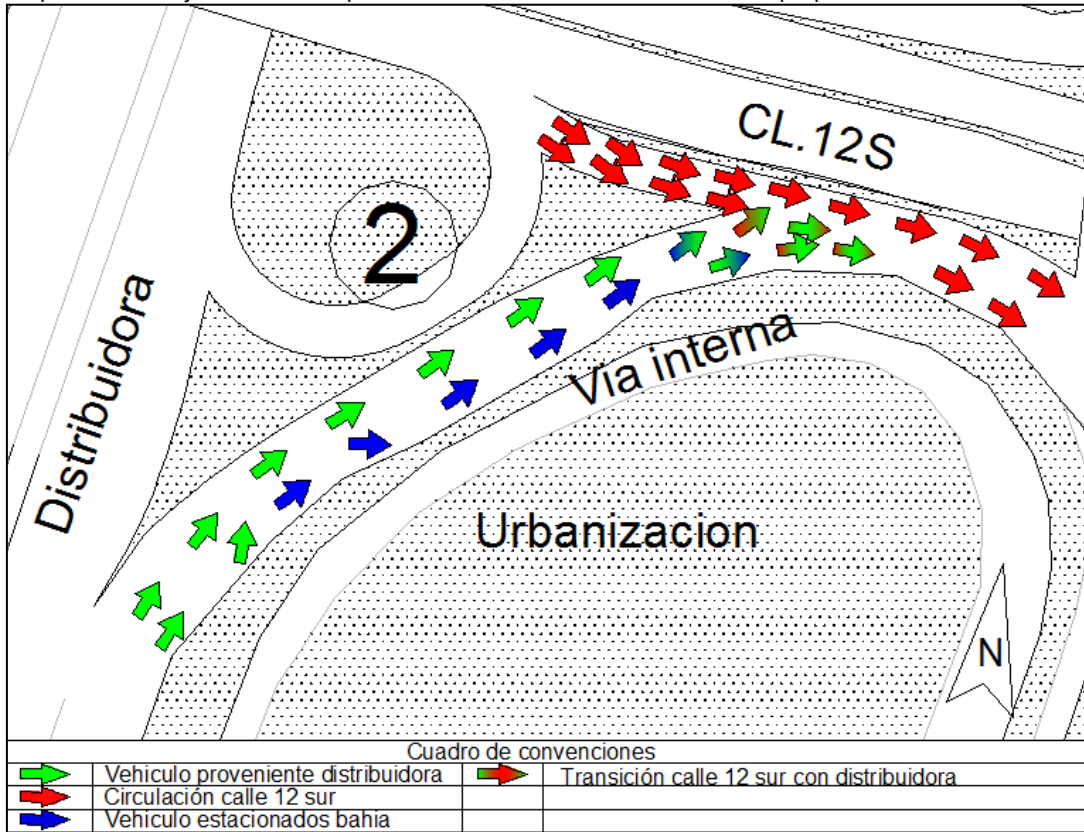 CL.12S
2
Distribuidora
Via interna
Urbanizacion
N
Cuadro de convenciones
Vehiculo proveniente distribuidora
Transición calle 12 sur con distribuidora
Circulación calle 12 sur
Vehiculo estacionados bahia